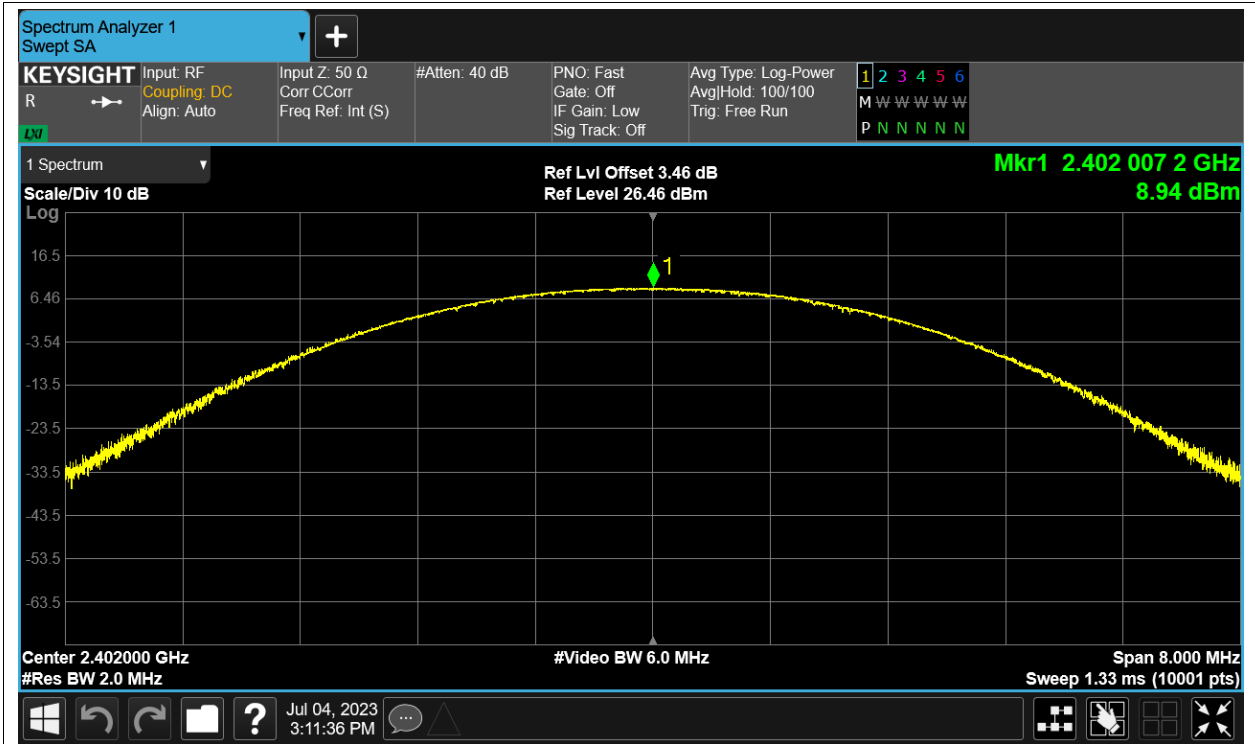 Spectrum Analyzer 1
Swept SA
KEYSIGHT
R
LXI
Input: RF
Coupling: DC
Align: Auto
Input Z: 50 Ω
Corr CCorr
Freq Ref: Int (S)
#Atten: 40 dB
PNO: Fast
Gate: Off
IF Gain: Low
Sig Track: Off
Avg Type: Log-Power
Avg|Hold: 100/100
Trig: Free Run
1 2 3 4 5 6
M W W W W W
P N N N N N
1 Spectrum
Scale/Div 10 dB
Log
Ref Lvl Offset 3.46 dB
Ref Level 26.46 dBm
Mkr1 2.402 007 2 GHz
8.94 dBm
1
16.5
6.46
-3.54
-13.5
-23.5
-33.5
-43.5
-53.5
-63.5
Center 2.402000 GHz
#Video BW 6.0 MHz
Span 8.000 MHz
#Res BW 2.0 MHz
Sweep 1.33 ms (10001 pts)
?
Jul 04, 2023
3:11:36 PM